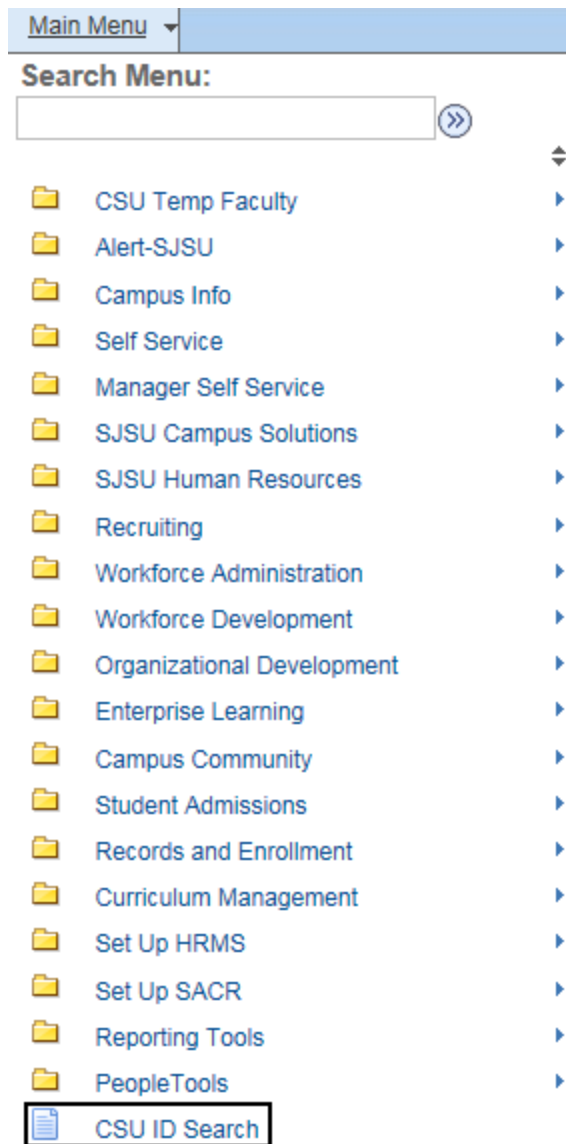 Main Menu
Search Menu:
CSU Temp Faculty
Alert-SJSU
Campus Info
Self Service
Manager Self Service
SJSU Campus Solutions
SJSU Human Resources
Recruiting
Workforce Administration
Workforce Development
Organizational Development
Enterprise Learning
Campus Community
Student Admissions
Records and Enrollment
Curriculum Management
Set Up HRMS
Set Up SACR
Reporting Tools
PeopleTools
CSU ID Search